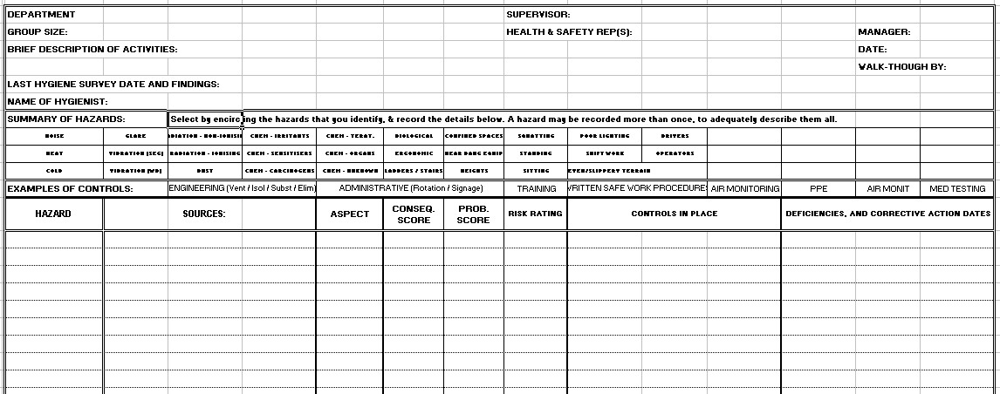 DEPARTMENT SUPERVISOR:
GROUP SIZE: HEALTH & SAFETY REP(S): MANAGER:
BRIEF DESCRIPTION OF ACTIVITIES: DATE:
WALK-THOUGH BY:
LAST HYGIENE SURVEY DATE AND FINDINGS:
NAME OF HYGIENIST:
SUMMARY OF HAZARDS: Select by encircling the hazards that you identify, & record the details below. A hazard may be recorded more than once, to adequately describe them all.
NOISE GLARE ADIATION - NON-IONISIN CHEM - IRRITANTS CHEM - TERAT. BIOLOGICAL CONFINED SPACES SQUATTING POOR LIGHTING DRIVERS
HEAT VIBRATION (SEG) RADIATION - IONISING CHEM - SENSITISERS CHEM - ORGANS ERGONOMIC NEAR DANG EQUIP STANDING SHIFT WORK OPERATORS
COLD VIBRATION (WB) DUST CHEM - CARCINOGENS CHEM - UNKNOWN LADDERS / STAIRS HEIGHTS SITTING EVEN/SLIPPERY TERRAIN
EXAMPLES OF CONTROLS: ENGINEERING (Vent / Isol / Subst / Elim) ADMINISTRATIVE (Rotation / Signage) TRAINING WRITTEN SAFE WORK PROCEDURES AIR MONITORING PPE AIR MONIT MED TESTING
HAZARD SOURCES: ASPECT CONSEQ. SCORE PROB. SCORE RISK RATING CONTROLS IN PLACE DEFICIENCIES, AND CORRECTIVE ACTION DATES